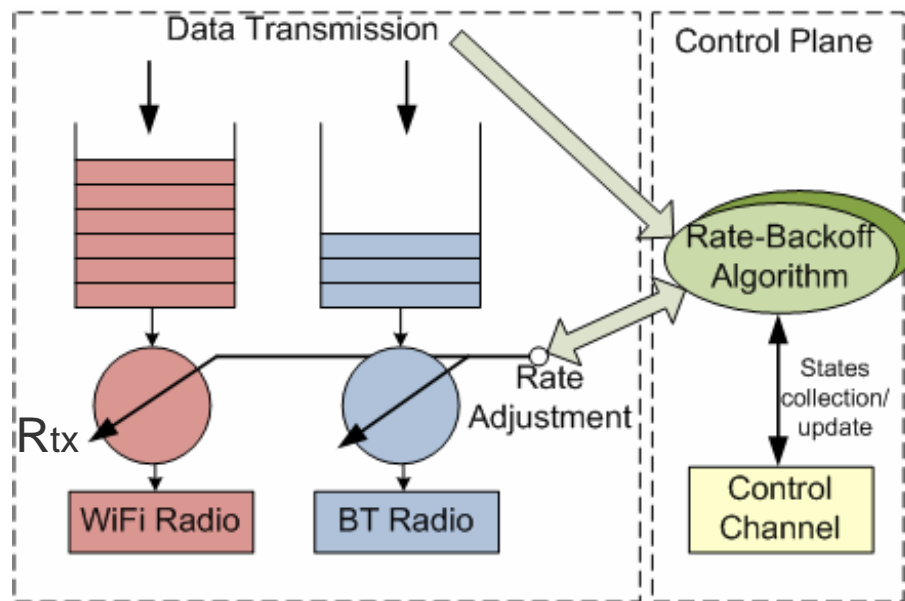 Data Transmission
Control Plane
Rate-Backoff
Algorithm
Rate
Adjustment
States
collection/
update
Rtx
WiFi Radio
BT Radio
Control
Channel